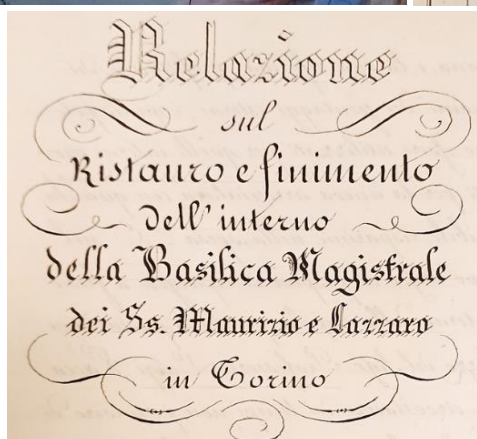 Relazione
sul
Ristauro e finimento
dell' interno
della Basilica Magistrale
dei Ss. Maurizio e Lazzaro
in Torino